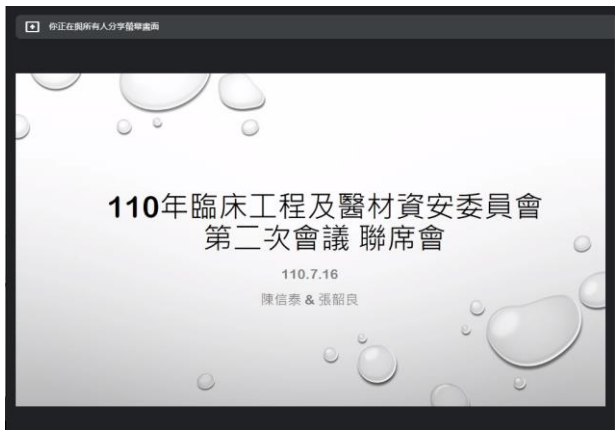 你正在與所有人分享螢幕畫面
110年臨床工程及醫材資安委員會
第二次會議 聯席會
110.7.16
陳信泰 & 張韶良